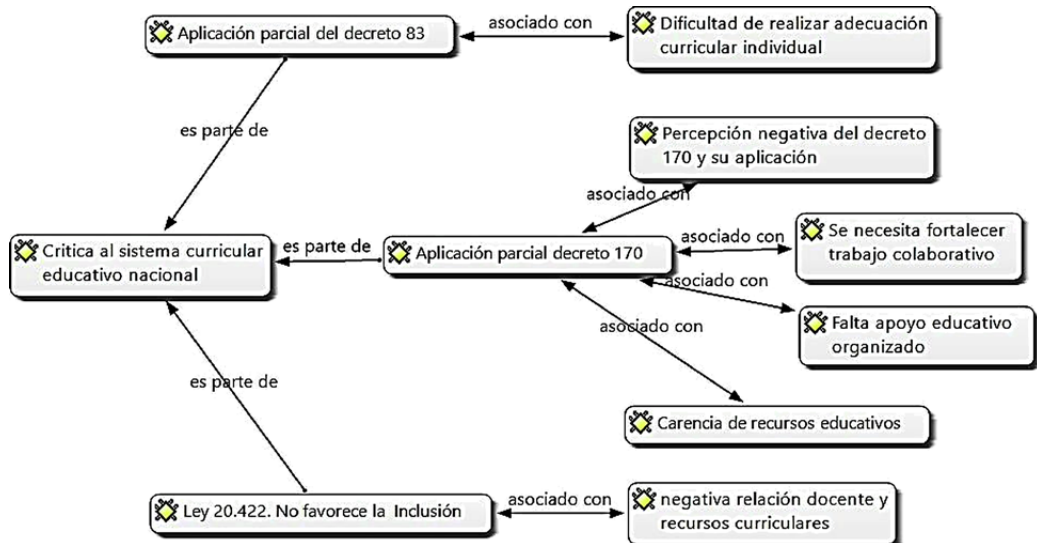 Aplicación parcial del decreto 83
asociado con
Dificultad de realizar adecuación
curricular individual
es parte de
Percepción negativa del decreto
170 y su aplicación
asociado con
Critica al sistema curricular
educativo nacional
es parte de
Aplicación parcial decreto 170
asociado con
Se necesita fortalecer
trabajo colaborativo
asociado con
Falta apoyo educativo
organizado
asociado con
es parte de
Carencia de recursos educativos
Ley 20.422. No favorece la Inclusión
asociado con
negativa relación docente y
recursos curriculares